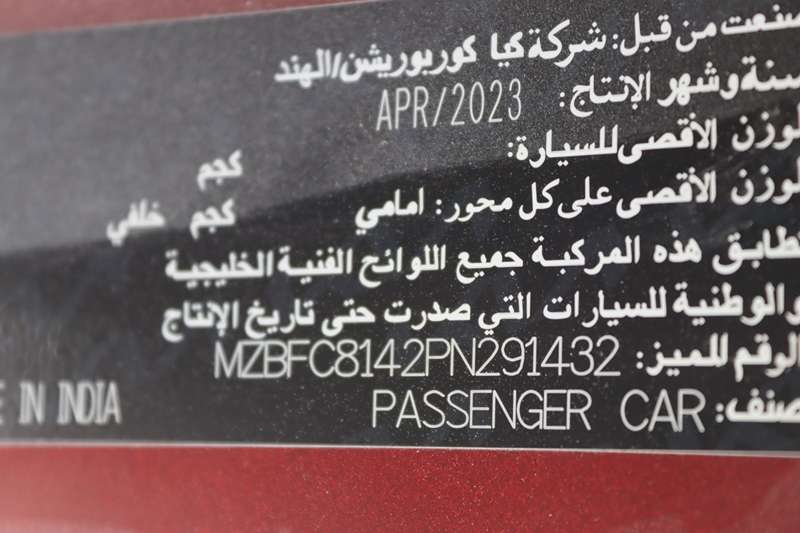 صنعت من قبل: شركة كيا كوربوريشن/الهند
سنة وشهر الإنتاج: APR/2023
الوزن الأقصى للسيارة: كجم
الوزن الأقصى على كل محور: امامي كجم خلفي
تطابق هذه المركبة جميع اللوائح الفنية الخليجية
والوطنية للسيارات التي صدرت حتى تاريخ الإنتاج
الرقم المميز: MZBFC8142PN291432
صنف: PASSENGER CAR
IN INDIA